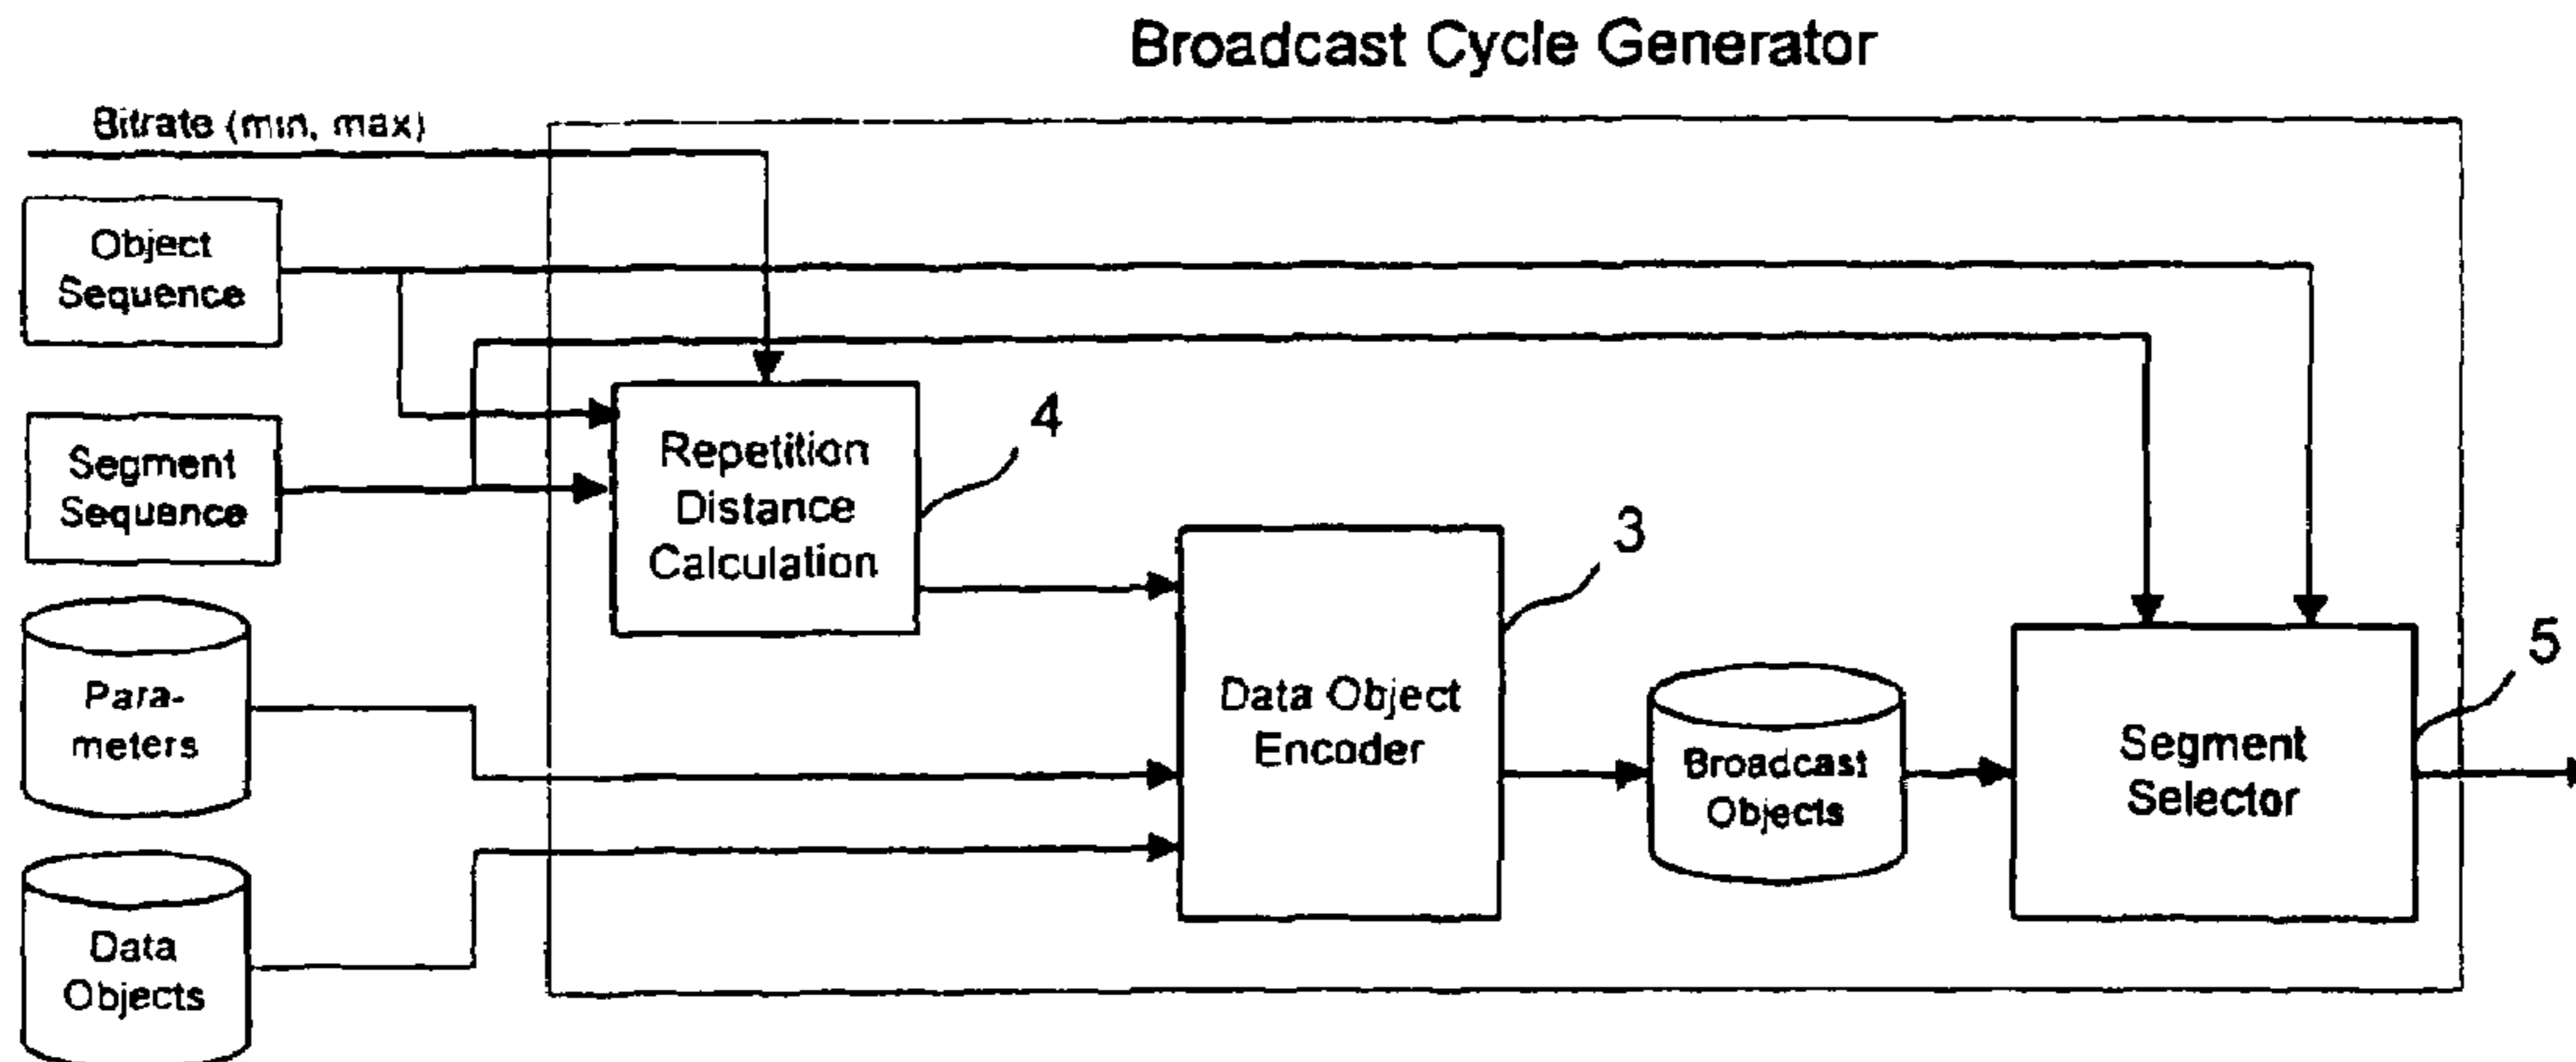 Broadcast Cycle Generator
Bitrate (min, max)
Object
Sequence
Segment
Sequence
Para-
meters
Data
Objects
Repetition
Distance
Calculation
4
Data Object
Encoder
3
Broadcast
Objects
Segment
Selector
5